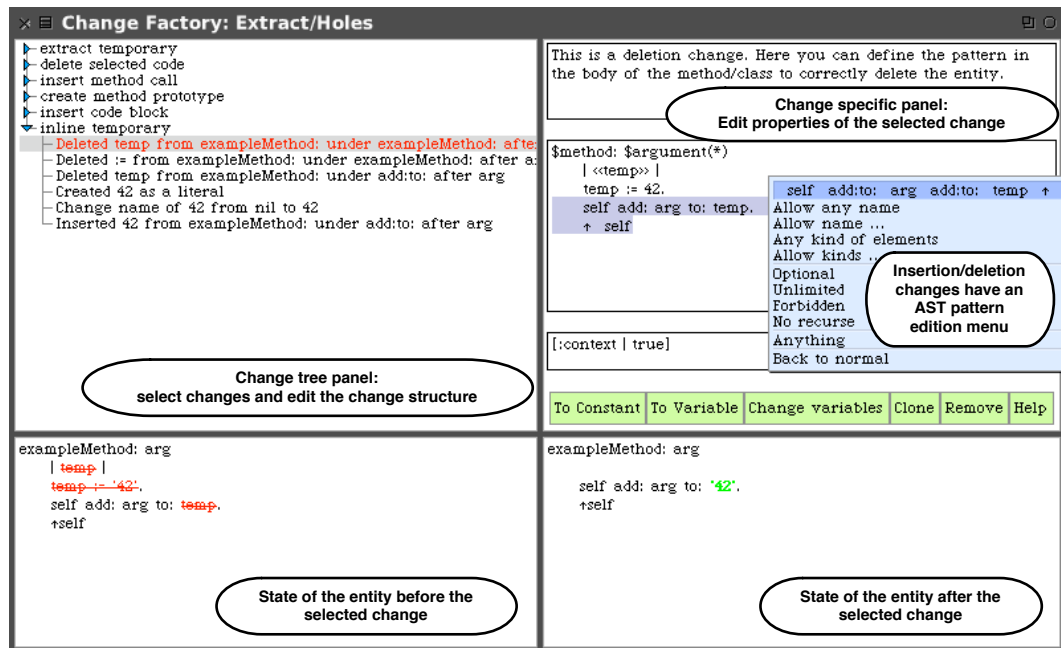 Change Factory: Extract/Holes
extract temporary
delete selected code
insert method call
create method prototype
insert code block
inline temporary
Deleted temp from exampleMethod: under exampleMethod: afte
Deleted := from exampleMethod: under exampleMethod: after a
Deleted temp from exampleMethod: under add:to: after arg
Created 42 as a literal
Change name of 42 from nil to 42
Inserted 42 from exampleMethod: under add:to: after arg
Change tree panel:
select changes and edit the change structure
This is a deletion change. Here you can define the pattern in
the body of the method/class to correctly delete the entity.
Change specific panel:
Edit properties of the selected change
$method: $argument(*)
| «temp» |
temp := 42.
self add: arg to: temp.
↑ self
self add:to: arg add:to: temp ↑
Allow any name
Allow name ...
Any kind of elements
Allow kinds ..
Optional
Unlimited
Forbidden
No recurse
Anything
Back to normal
Insertion/deletion
changes have an
AST pattern
edition menu
[:context | true]
To Constant To Variable Change variables Clone Remove Help
exampleMethod: arg
| temp |
temp := '42'.
self add: arg to: temp.
↑self
State of the entity before the
selected change
exampleMethod: arg
self add: arg to: '42'.
↑self
State of the entity after the
selected change